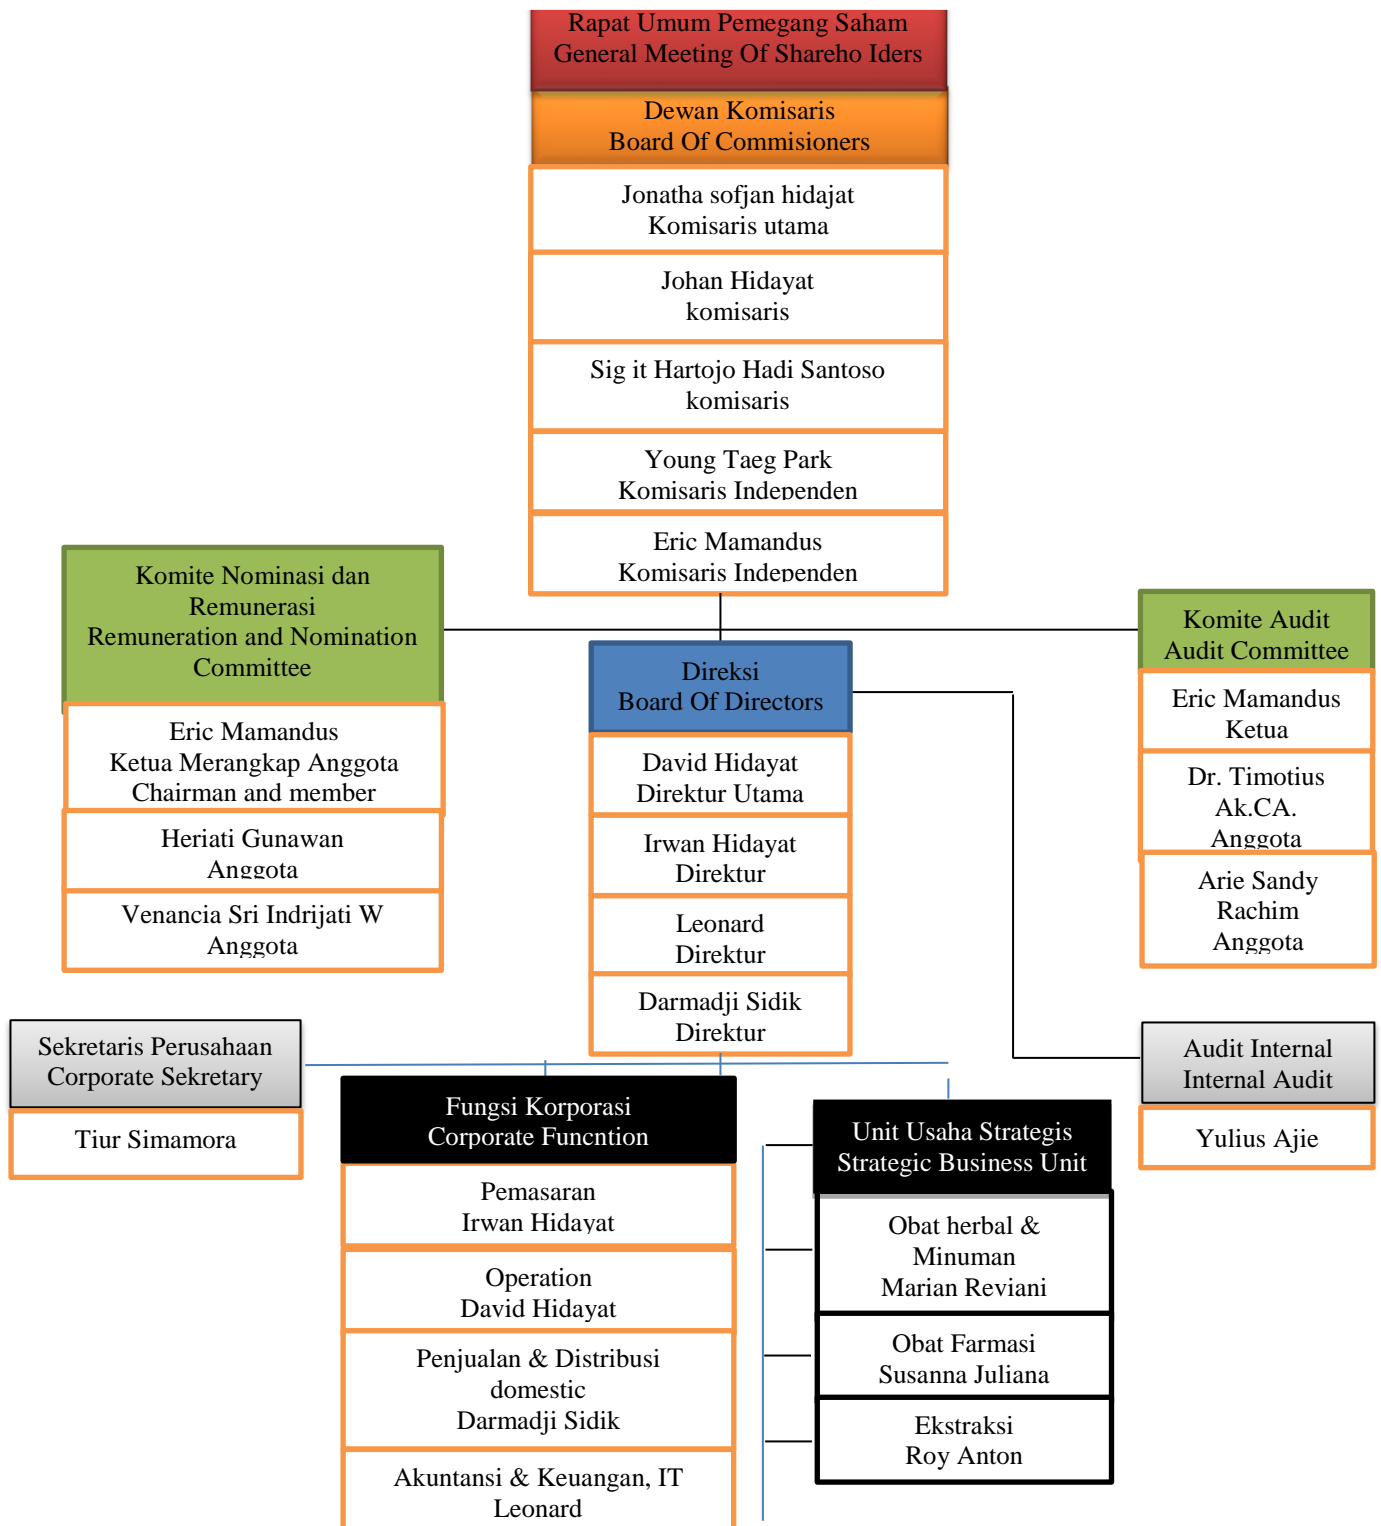 Rapat Umum Pemegang Saham
General Meeting Of Shareho Iders
Dewan Komisaris
Board Of Commisioners
Jonatha sofjan hidajat
Komisaris utama
Johan Hidayat
komisaris
Sig it Hartojo Hadi Santoso
komisaris
Young Taeg Park
Komisaris Independen
Eric Mamandus
Komisaris Independen
Komite Nominasi dan
Remunerasi
Remuneration and Nomination
Committee
Eric Mamandus
Ketua Merangkap Anggota
Chairman and member
Heriati Gunawan
Anggota
Venancia Sri Indrijati W
Anggota
Direksi
Board Of Directors
David Hidayat
Direktur Utama
Irwan Hidayat
Direktur
Leonard
Direktur
Darmadji Sidik
Direktur
Komite Audit
Audit Committee
Eric Mamandus
Ketua
Dr. Timotius
Ak.CA.
Anggota
Arie Sandy
Rachim
Anggota
Sekretaris Perusahaan
Corporate Sekretary
Tiur Simamora
Fungsi Korporasi
Corporate Funcntion
Pemasaran
Irwan Hidayat
Operation
David Hidayat
Penjualan & Distribusi
domestic
Darmadji Sidik
Akuntansi & Keuangan, IT
Leonard
Unit Usaha Strategis
Strategic Business Unit
Obat herbal &
Minuman
Marian Reviani
Obat Farmasi
Susanna Juliana
Ekstraksi
Roy Anton
Audit Internal
Internal Audit
Yulius Ajie